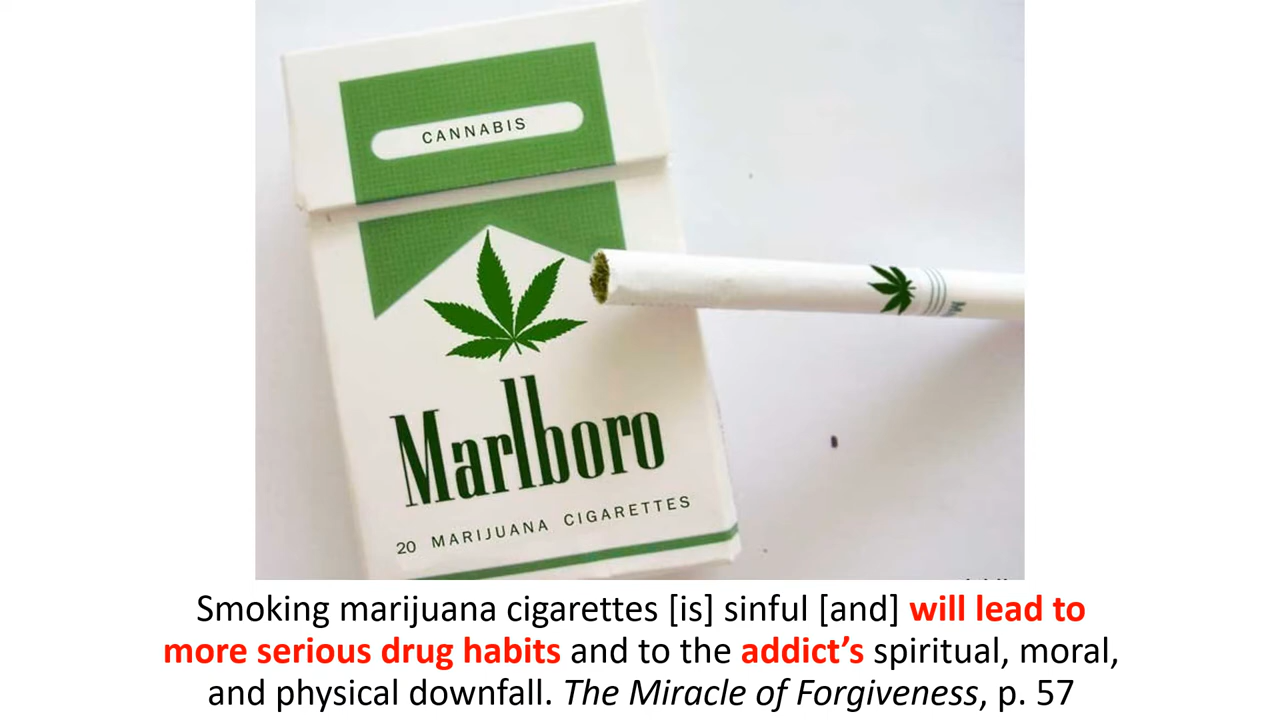 CANNABIS
Marlboro
20 MARIJUANA CIGARETTES
Smoking marijuana cigarettes [is] sinful [and] will lead to
more serious drug habits and to the addict’s spiritual, moral,
and physical downfall. The Miracle of Forgiveness, p. 57